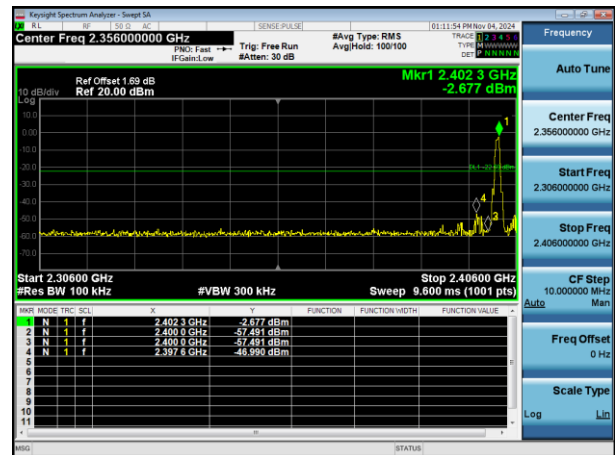 Keysight Spectrum Analyzer - Swept SA
RL RF 50 Ω AC SENSE:PULSE 01:11:54 PM Nov 04, 2024
Center Freq 2.356000000 GHz
PNO: Fast
IFGain:Low
Trig: Free Run
#Atten: 30 dB
#Avg Type: RMS
Avg|Hold: 100/100
TRACE 1 2 3 4 5 6
TYPE M W W W W W
DET P N N N N N
Ref Offset 1.69 dB
Ref 20.00 dBm
10 dB/div
Log
Mkr1 2.402 3 GHz
-2.677 dBm
10.0
0.00
-10.0
-20.0
-30.0
-40.0
-50.0
-60.0
-70.0
1
4
3
Start 2.30600 GHz
Stop 2.40600 GHz
#Res BW 100 kHz
#VBW 300 kHz
Sweep 9.600 ms (1001 pts)
MKR MODE TRC SCL X Y FUNCTION FUNCTION WIDTH FUNCTION VALUE
1 N 1 f 2.402 3 GHz -2.677 dBm
2 N 1 f 2.400 0 GHz -57.491 dBm
3 N 1 f 2.400 0 GHz -57.491 dBm
4 N 1 f 2.397 6 GHz -46.990 dBm
5
6
7
8
9
10
11
MSG
STATUS
Frequency
Auto Tune
Center Freq
2.356000000 GHz
Start Freq
2.306000000 GHz
Stop Freq
2.406000000 GHz
CF Step
10.000000 MHz
Auto Man
Freq Offset
0 Hz
Scale Type
Log Lin